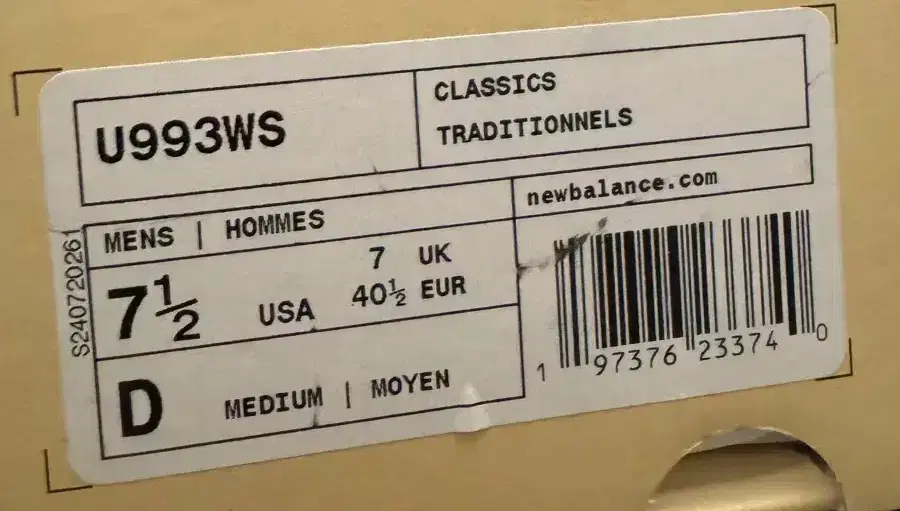 U993WS
CLASSICS
TRADITIONNELS
newbalance.com
MENS | HOMMES
7½ USA
7 UK
40½ EUR
D MEDIUM | MOYEN
S240720261
1 97376 23374 0